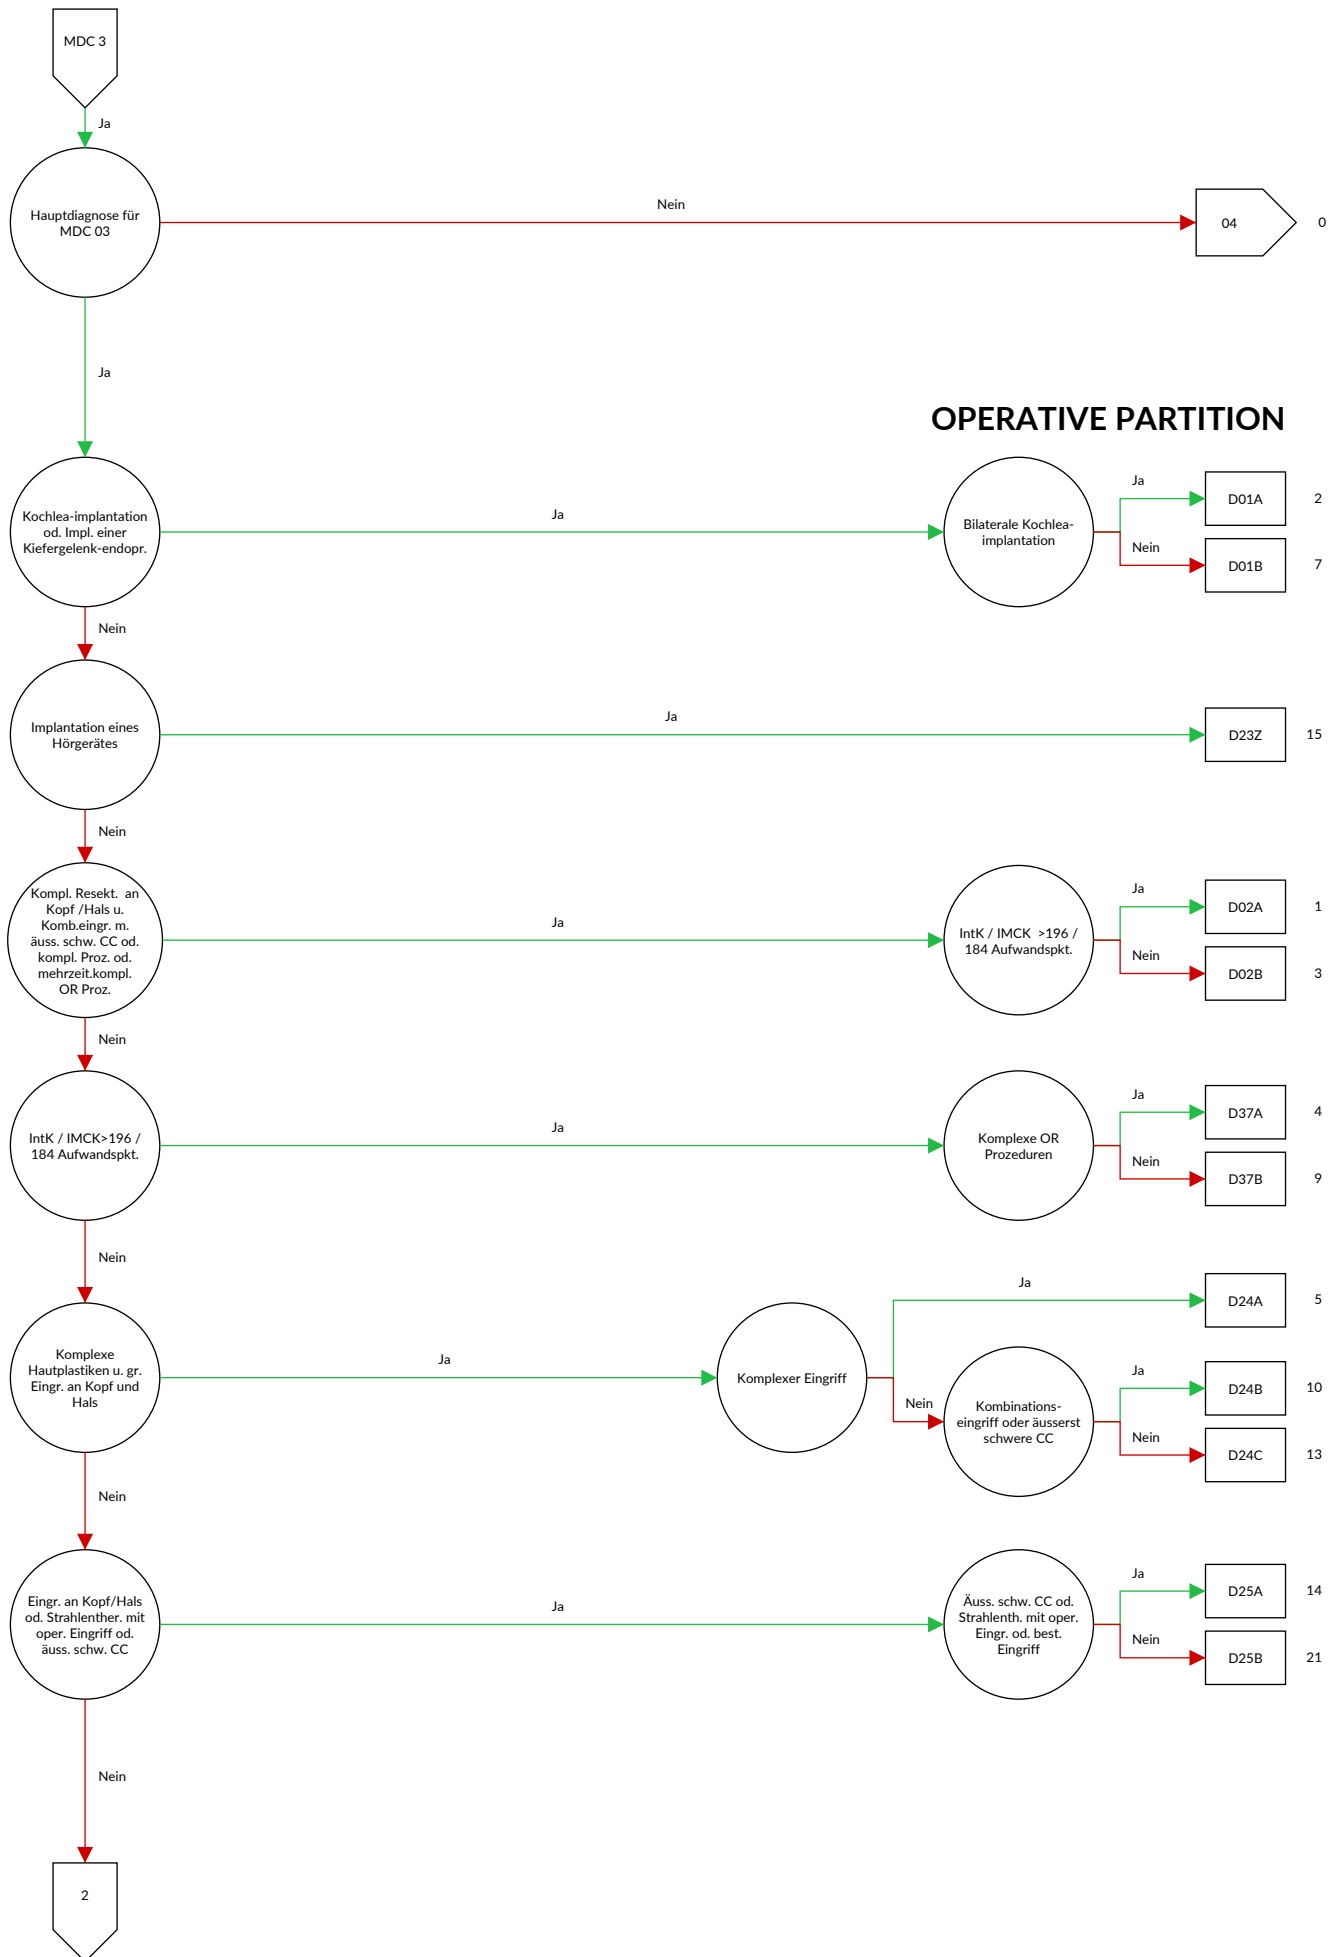 MDC 3
Ja
Hauptdiagnose für
MDC 03
Nein
04
0
Ja
OPERATIVE PARTITION
Kochlea-implantation
od. Impl. einer
Kiefergelenk-endopr.
Ja
Bilaterale Kochlea-
implantation
Ja
D01A
2
Nein
D01B
7
Nein
Implantation eines
Hörgerätes
Ja
D23Z
15
Nein
Kompl. Resekt. an
Kopf /Hals u.
Komb.eingr. m.
äuss. schw. CC od.
kompl. Proz. od.
mehrzeit.kompl.
OR Proz.
Ja
IntK / IMCK >196 /
184 Aufwandspkt.
Ja
D02A
1
Nein
D02B
3
Nein
IntK / IMCK>196 /
184 Aufwandspkt.
Ja
Komplexe OR
Prozeduren
Ja
D37A
4
Nein
D37B
9
Nein
Komplexe
Hautplastiken u. gr.
Eingr. an Kopf und
Hals
Ja
Komplexer Eingriff
Ja
D24A
5
Nein
Kombinations-
eingriff oder äusserst
schwere CC
Ja
D24B
10
Nein
D24C
13
Nein
Eingr. an Kopf/Hals
od. Strahlenther. mit
oper. Eingriff od.
äuss. schw. CC
Ja
Äuss. schw. CC od.
Strahlenth. mit oper.
Eingr. od. best.
Eingriff
Ja
D25A
14
Nein
D25B
21
Nein
2